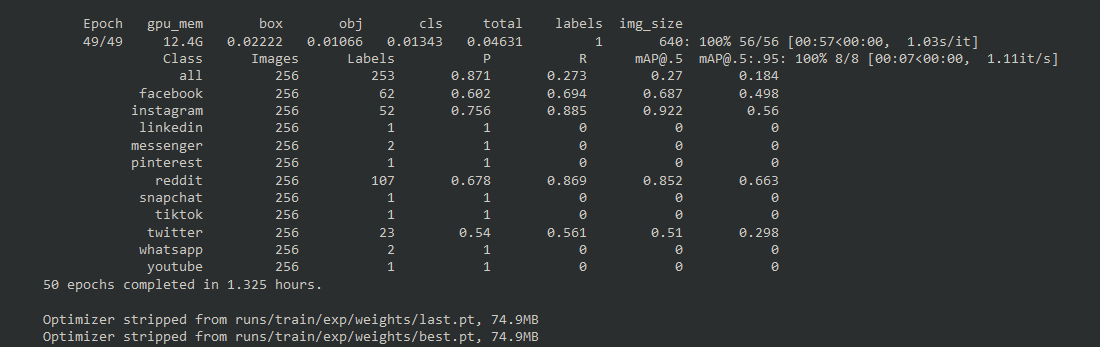 Epoch gpu_mem box obj cls total labels img_size
49/49 12.4G 0.02222 0.01066 0.01343 0.04631 1 640: 100% 56/56 [00:57<00:00, 1.03s/it]
Class Images Labels P R mAP@.5 mAP@.5:.95: 100% 8/8 [00:07<00:00, 1.11it/s]
all 256 253 0.871 0.273 0.27 0.184
facebook 256 62 0.602 0.694 0.687 0.498
instagram 256 52 0.756 0.885 0.922 0.56
linkedin 256 1 1 0 0 0
messenger 256 2 1 0 0 0
pinterest 256 1 1 0 0 0
reddit 256 107 0.678 0.869 0.852 0.663
snapchat 256 1 1 0 0 0
tiktok 256 1 1 0 0 0
twitter 256 23 0.54 0.561 0.51 0.298
whatsapp 256 2 1 0 0 0
youtube 256 1 1 0 0 0
50 epochs completed in 1.325 hours.
Optimizer stripped from runs/train/exp/weights/last.pt, 74.9MB
Optimizer stripped from runs/train/exp/weights/best.pt, 74.9MB